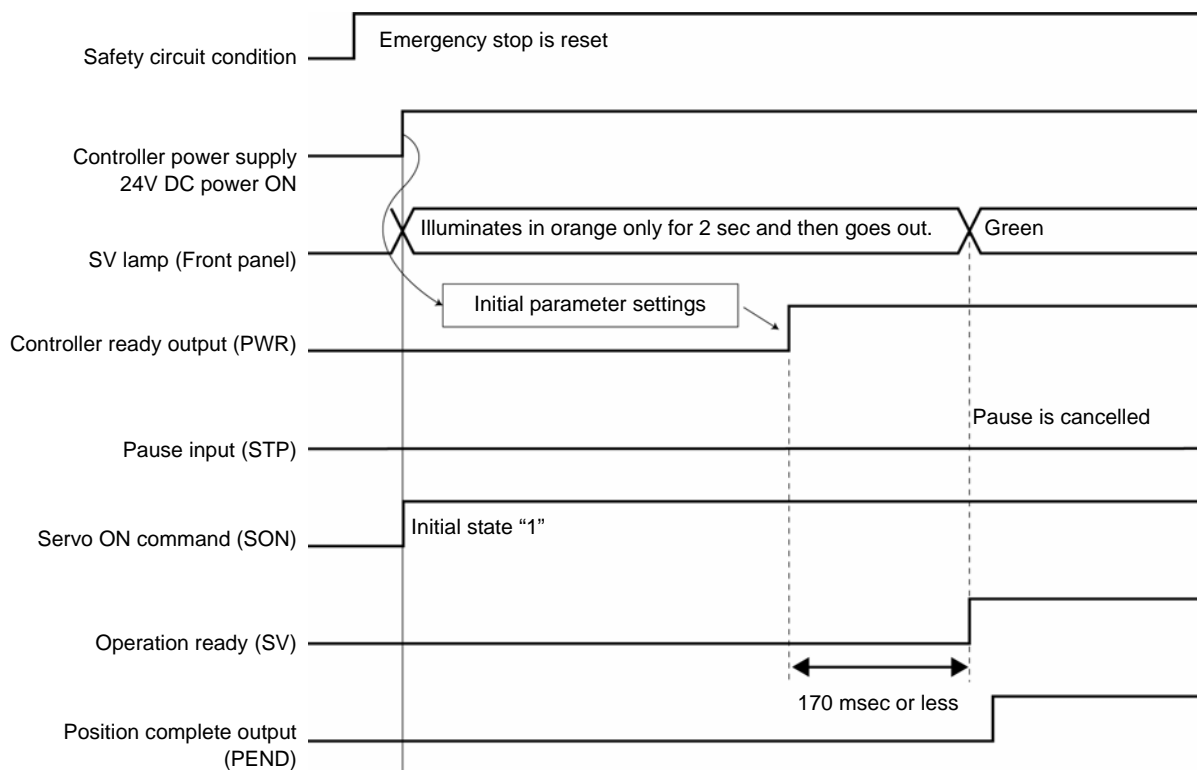 Safety circuit condition
Emergency stop is reset
Controller power supply
24V DC power ON
SV lamp (Front panel)
Illuminates in orange only for 2 sec and then goes out.
Green
Initial parameter settings
Controller ready output (PWR)
Pause is cancelled
Pause input (STP)
Servo ON command (SON)
Initial state “1”
Operation ready (SV)
170 msec or less
Position complete output
(PEND)